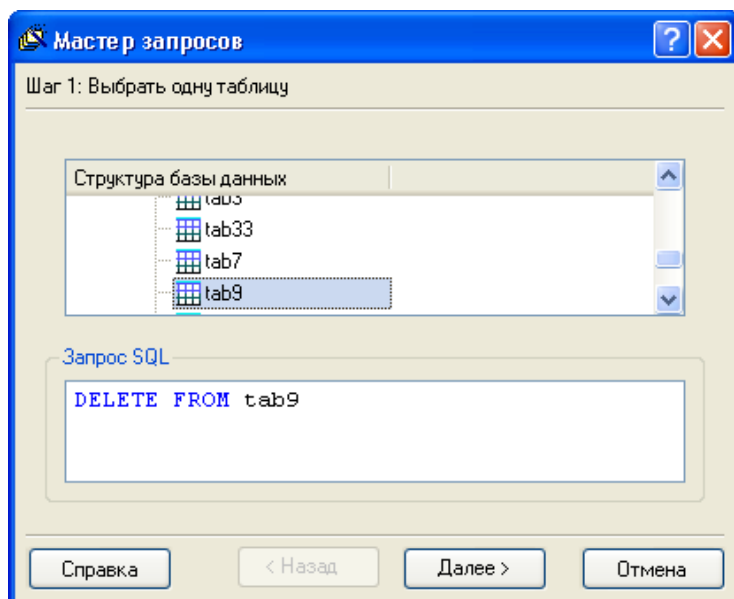 Мастер запросов
Шаг 1: Выбрать одну таблицу
Структура базы данных
tab3
tab33
tab7
tab9
Запрос SQL
DELETE FROM tab9
Справка
< Назад
Далее >
Отмена